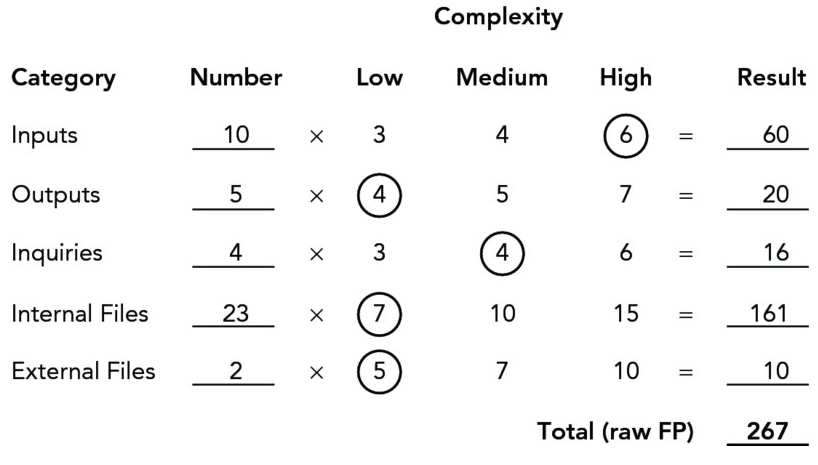 Complexity
Category Number Low Medium High Result
Inputs 10 × 3 4 6 = 60
Outputs 5 × 4 5 7 = 20
Inquiries 4 × 3 4 6 = 16
Internal Files 23 × 7 10 15 = 161
External Files 2 × 5 7 10 = 10
Total (raw FP) 267